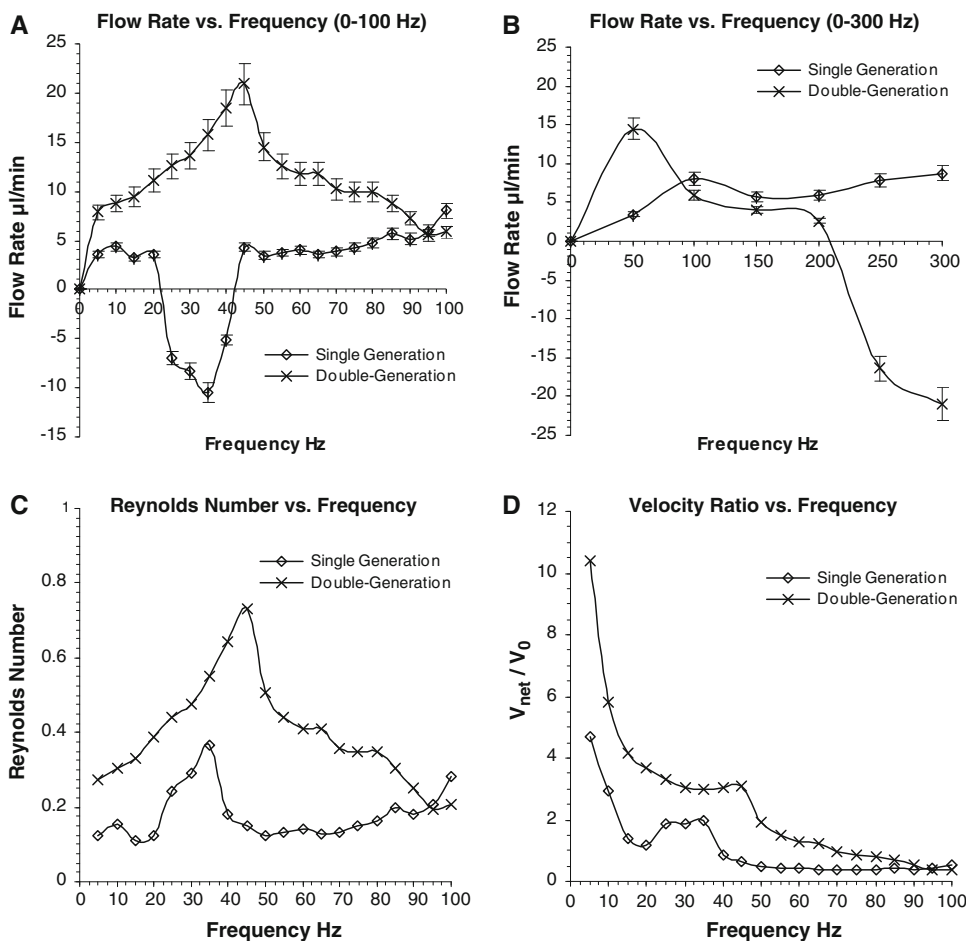 A
Flow Rate vs. Frequency (0-100 Hz)
Flow Rate µl/min
25
20
15
10
5
0
-5
-10
-15
0 10 20 30 40 50 60 70 80 90 100
Single Generation
Double-Generation
Frequency Hz
B
Flow Rate vs. Frequency (0-300 Hz)
Flow Rate µl/min
25
20
15
10
5
0
-5
-10
-15
-20
-25
0 50 100 150 200 250 300
Single Generation
Double-Generation
Frequency Hz
C
Reynolds Number vs. Frequency
Reynolds Number
1
0.8
0.6
0.4
0.2
0
0 10 20 30 40 50 60 70 80 90 100
Single Generation
Double-Generation
Frequency Hz
D
Velocity Ratio vs. Frequency
Vnet / V0
12
10
8
6
4
2
0
0 10 20 30 40 50 60 70 80 90 100
Single Generation
Double-Generation
Frequency Hz